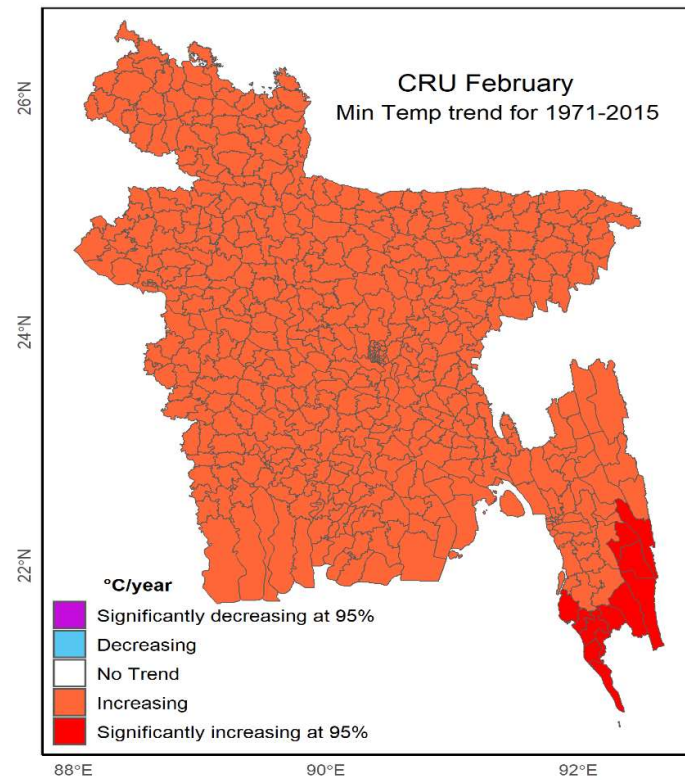 CRU February
Min Temp trend for 1971-2015
26°N
24°N
22°N
°C/year
Significantly decreasing at 95%
Decreasing
No Trend
Increasing
Significantly increasing at 95%
88°E
90°E
92°E